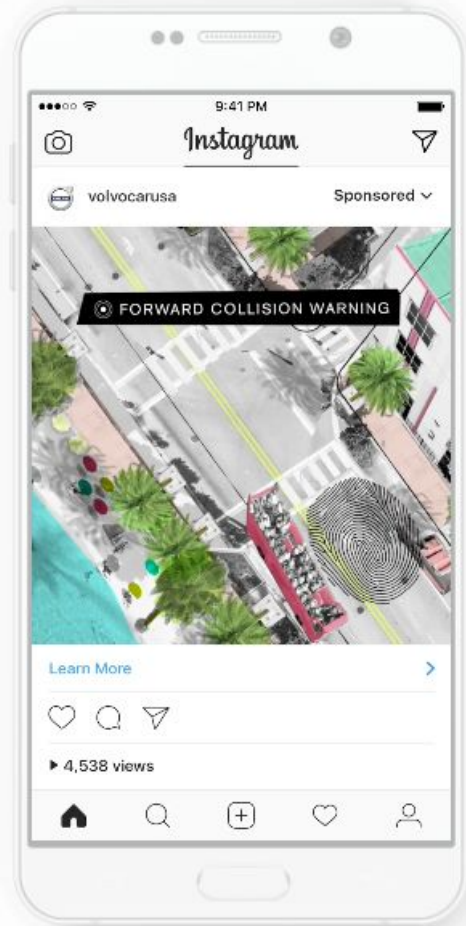 9:41 PM
Instagram
volvocarusa Sponsored
FORWARD COLLISION WARNING
Learn More
4,538 views